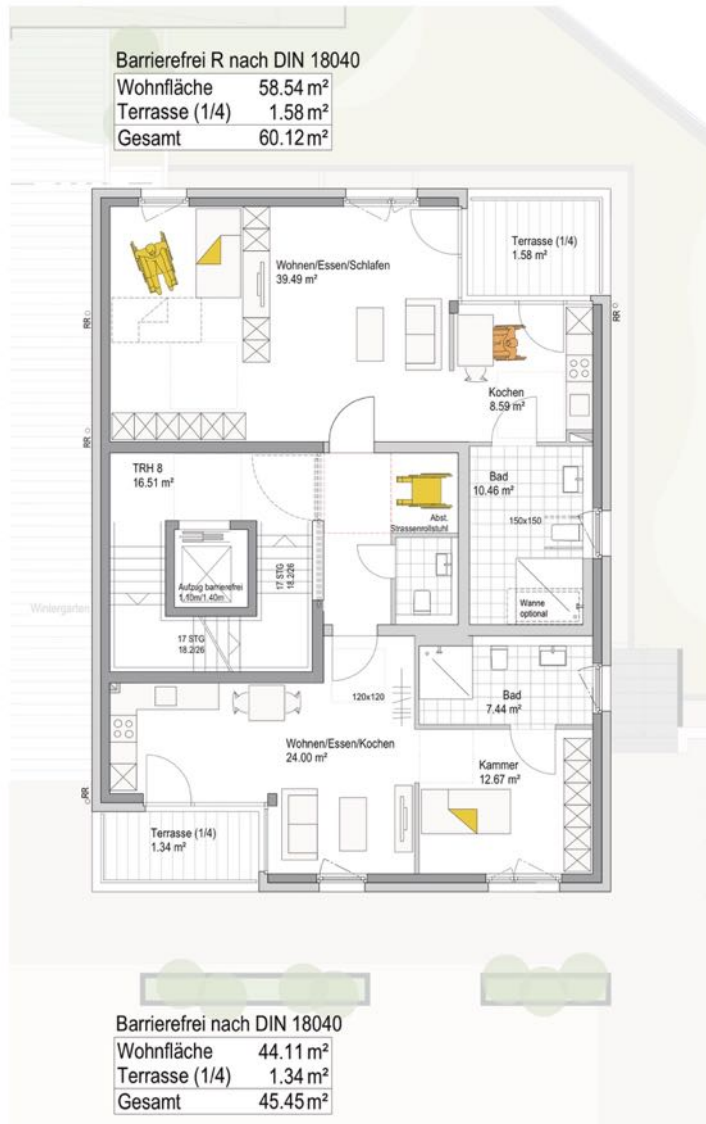 Barrierefrei R nach DIN 18040
Wohnfläche 58.54 m²
Terrasse (1/4) 1.58 m²
Gesamt 60.12 m²
Terrasse (1/4)
1.58 m²
Wohnen/Essen/Schlafen
39.49 m²
RR
RR
Kochen
8.59 m²
RR
TRH 8
16.51 m²
Bad
10.46 m²
Abst.
Strassenrollstuhl
150x150
Aufzug barrierefrei
1.10m/1.40m
17 STG
18.2/26
Wintergarten
Wanne
optional
17 STG
18.2/26
120x120
Bad
7.44 m²
Wohnen/Essen/Kochen
24.00 m²
Kammer
12.67 m²
RR
Terrasse (1/4)
1.34 m²
Barrierefrei nach DIN 18040
Wohnfläche 44.11 m²
Terrasse (1/4) 1.34 m²
Gesamt 45.45 m²